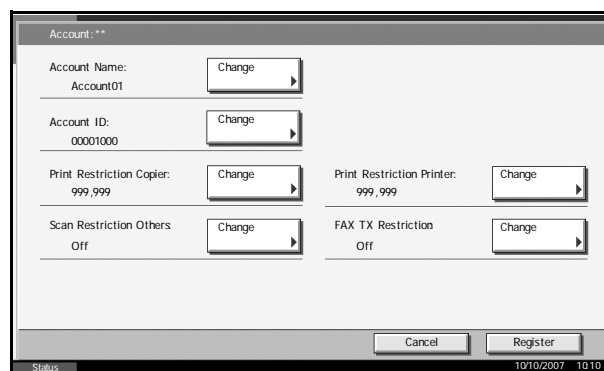 Account:**
Account Name:
Account01
Change
Account ID:
00001000
Change
Print Restriction Copier:
999,999
Change
Print Restriction Printer:
999,999
Change
Scan Restriction Others:
Off
Change
FAX TX Restriction:
Off
Change
Cancel
Register
Status
10/10/2007 10:10